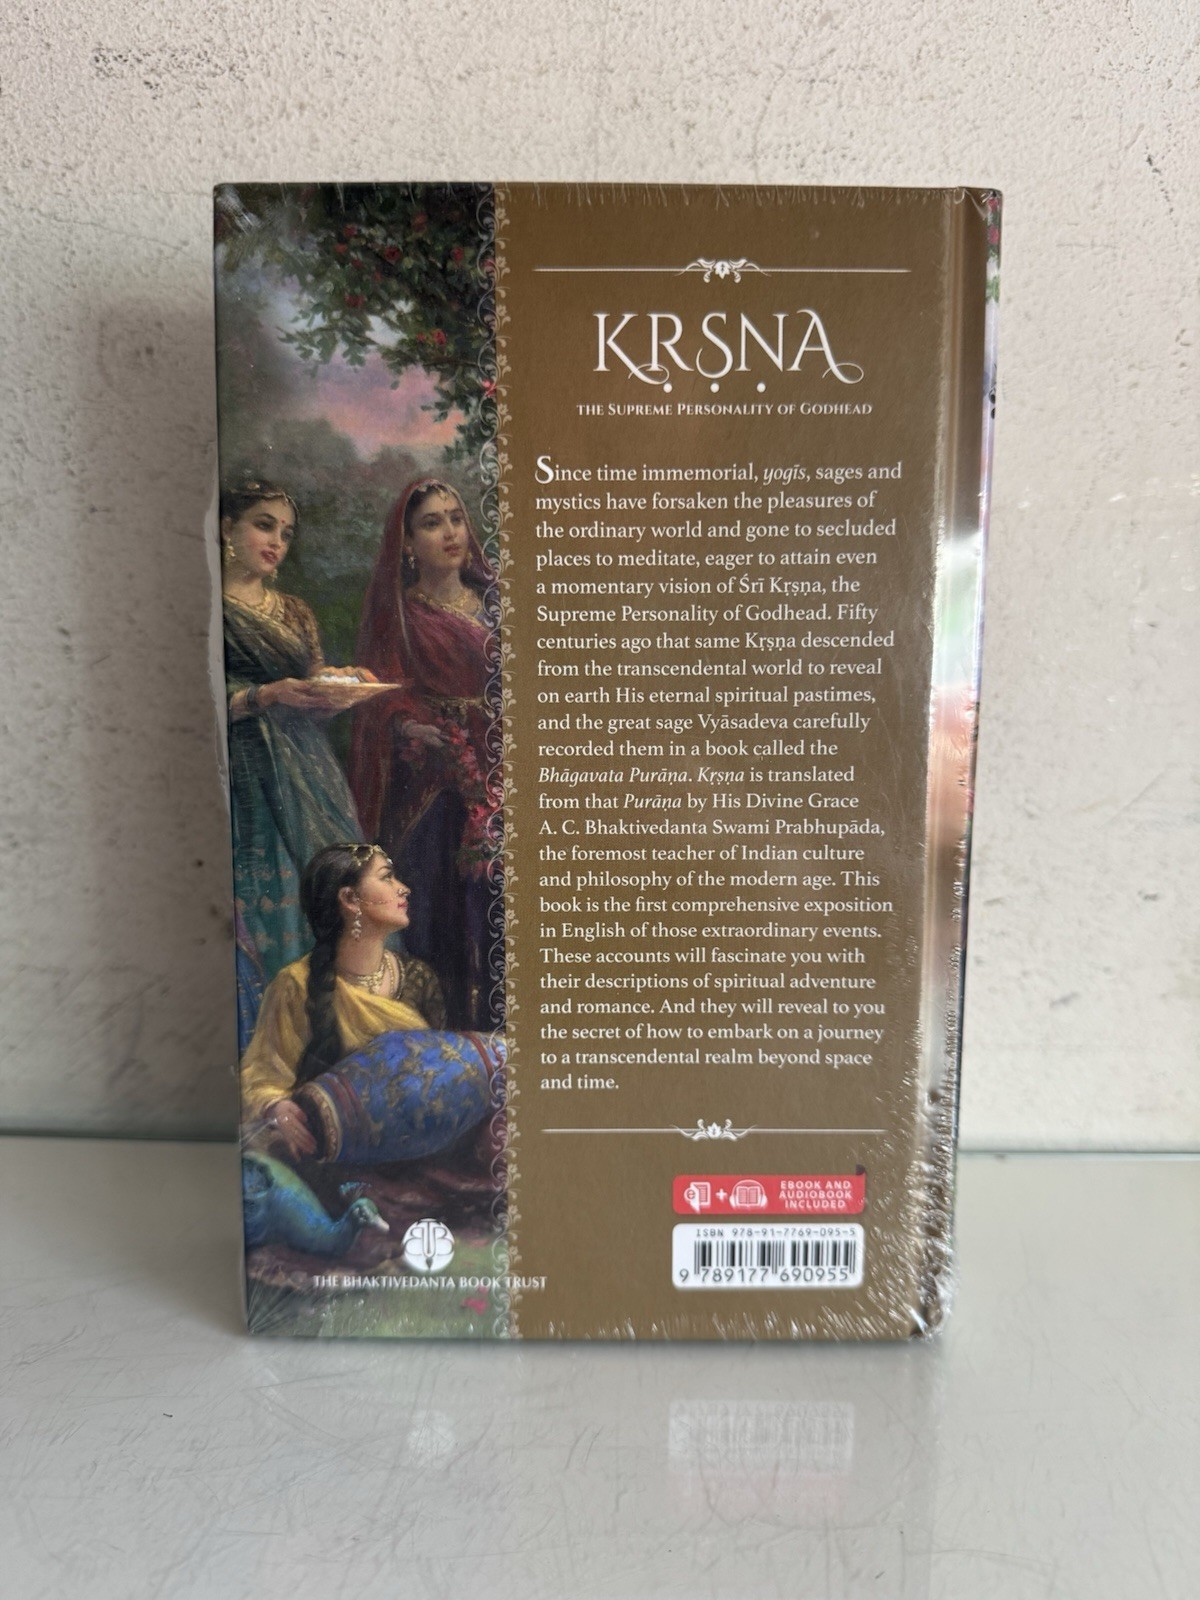 KṚṢṆA
THE SUPREME PERSONALITY OF GODHEAD
Since time immemorial, yogīs, sages and
mystics have forsaken the pleasures of
the ordinary world and gone to secluded
places to meditate, eager to attain even
a momentary vision of Śrī Kṛṣṇa, the
Supreme Personality of Godhead. Fifty
centuries ago that same Kṛṣṇa descended
from the transcendental world to reveal
on earth His eternal spiritual pastimes,
and the great sage Vyāsadeva carefully
recorded them in a book called the
Bhāgavata Purāṇa. Kṛṣṇa is translated
from that Purāṇa by His Divine Grace
A. C. Bhaktivedanta Swami Prabhupāda,
the foremost teacher of Indian culture
and philosophy of the modern age. This
book is the first comprehensive exposition
in English of those extraordinary events.
These accounts will fascinate you with
their descriptions of spiritual adventure
and romance. And they will reveal to you
the secret of how to embark on a journey
to a transcendental realm beyond space
and time.
e + EBOOK AND
AUDIOBOOK
INCLUDED
ISBN 978-91-7769-095-5
9 789177 690955
BBT
THE BHAKTIVEDANTA BOOK TRUST